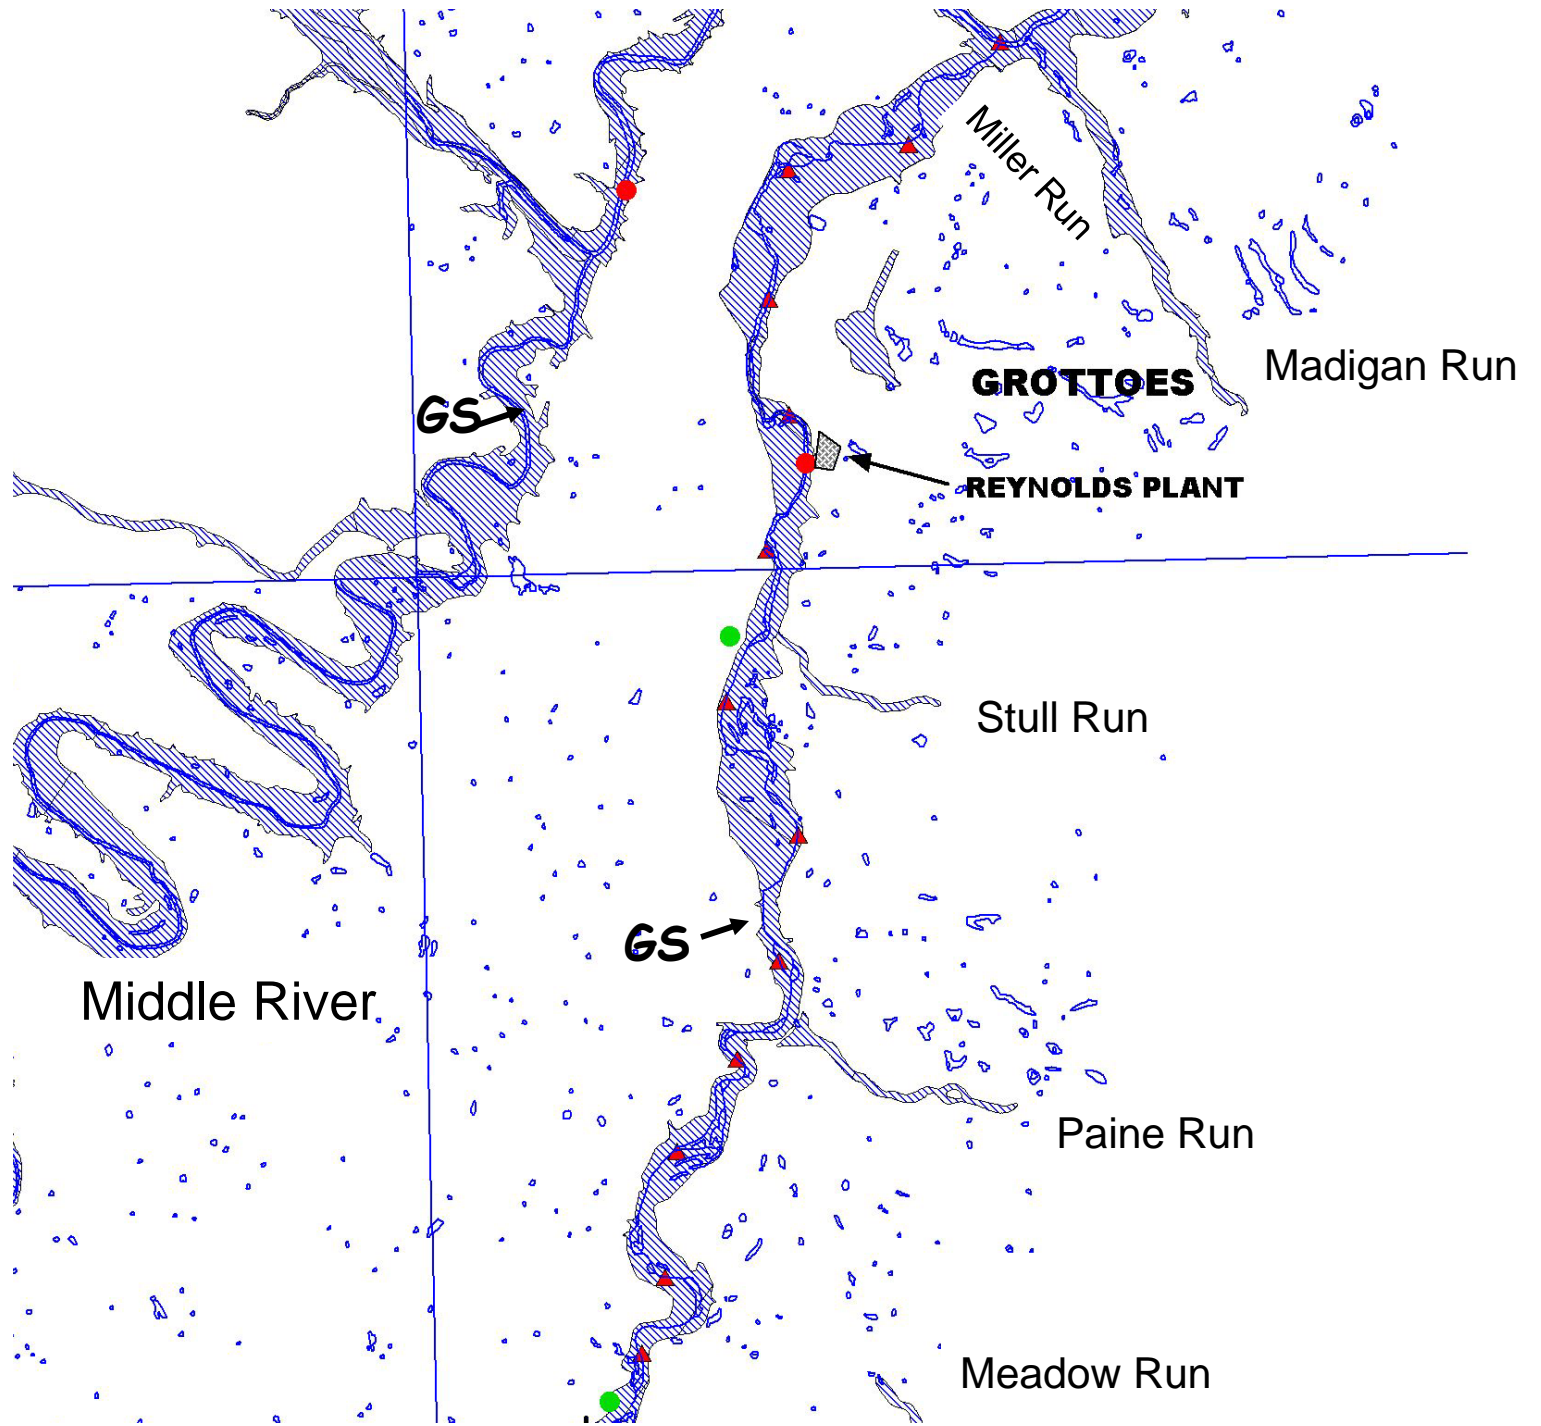 Miller Run
Madigan Run
GROTTOES
GS
REYNOLDS PLANT
Stull Run
GS
Middle River
Paine Run
Meadow Run